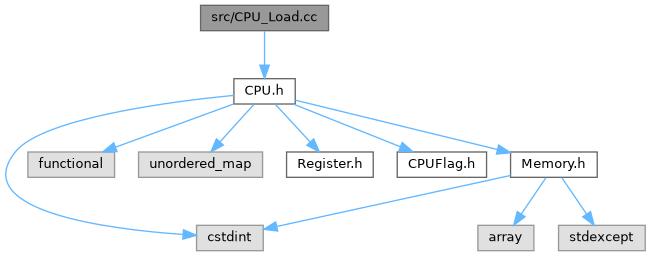 src/CPU_Load.cc
CPU.h
functional
unordered_map
Register.h
CPUFlag.h
Memory.h
cstdint
array
stdexcept